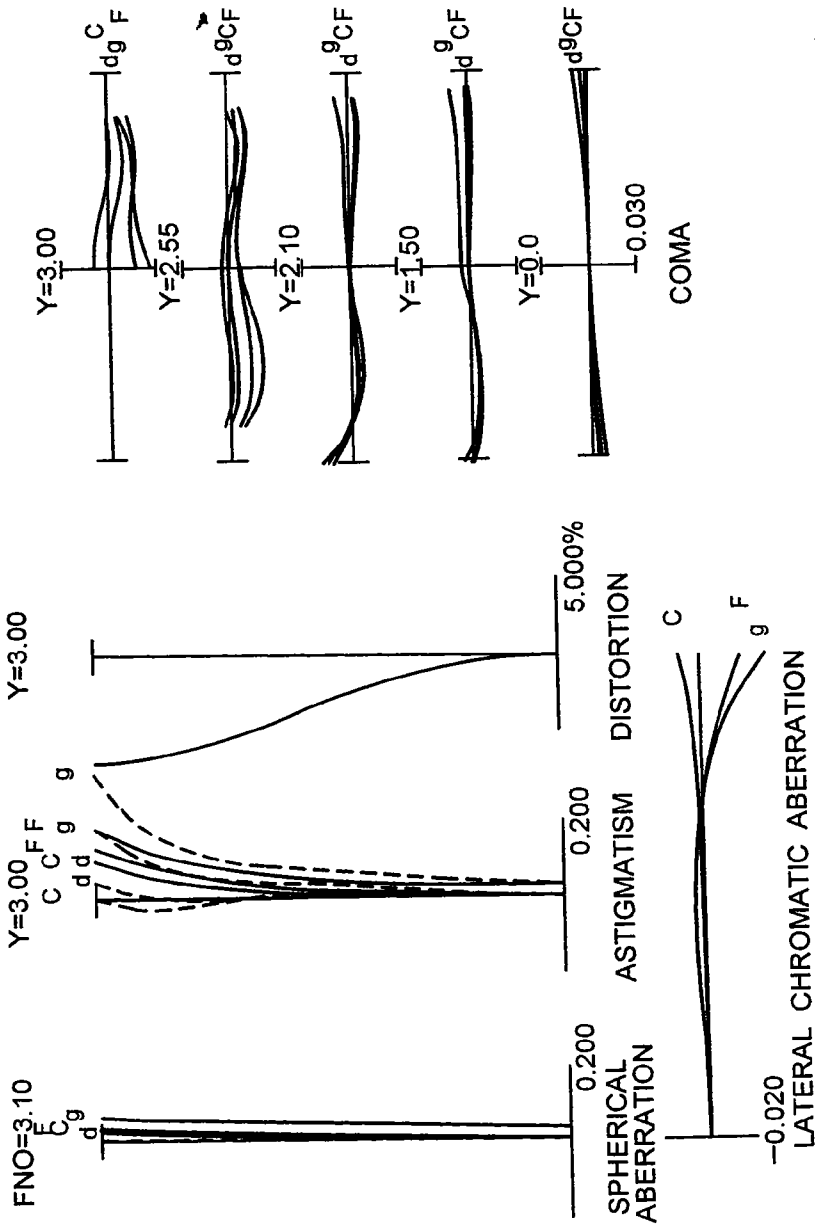 FNO=3.10
F
C g
d
0.200
SPHERICAL
ABERRATION
Y=3.00
C d C d F F g g
0.200
ASTIGMATISM
Y=3.00
5.000%
DISTORTION
C
F
g
-0.020
LATERAL CHROMATIC ABERRATION
Y=3.00
C
dg F
Y=2.55
d g C F
Y=2.10
d g C F
Y=1.50
d g C F
Y=0.0
d g C F
0.030
COMA